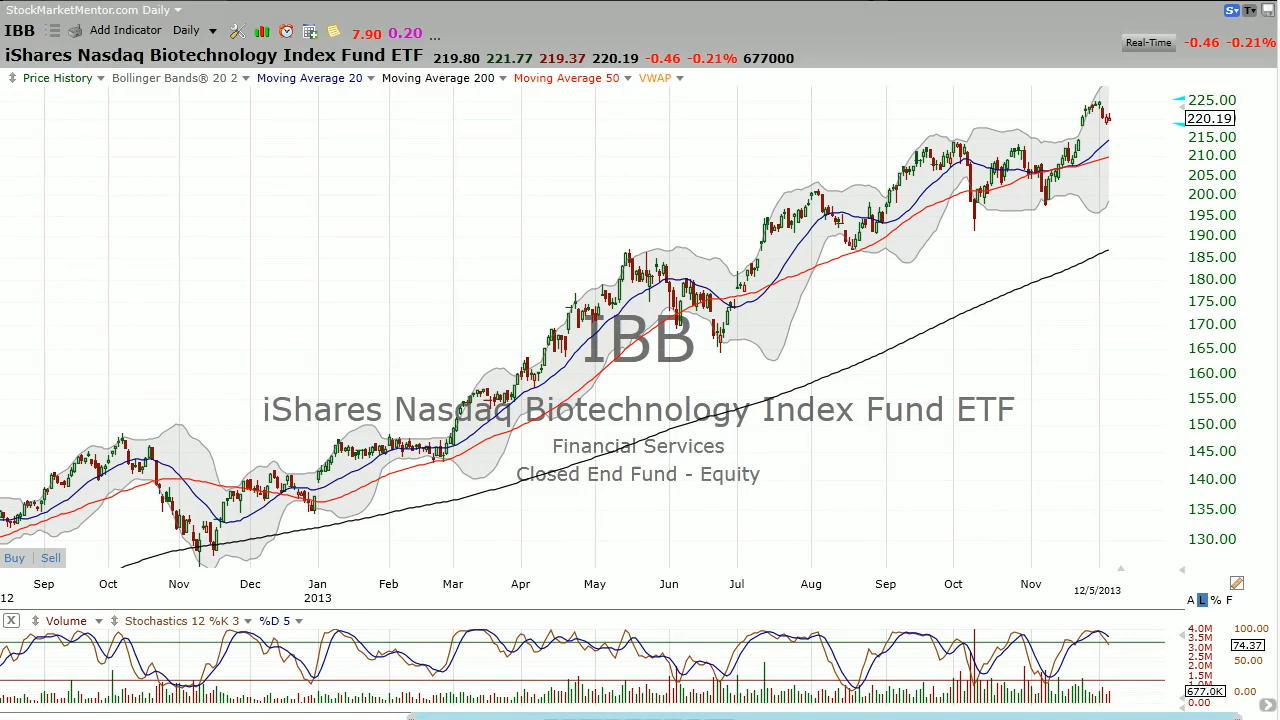 StockMarketMentor.com Daily
S T
IBB Add Indicator Daily 7.90 0.20 ...
iShares Nasdaq Biotechnology Index Fund ETF 219.80 221.77 219.37 220.19 -0.46 -0.21% 677000 Real-Time -0.46 -0.21%
Price History Bollinger Bands® 20 2 Moving Average 20 Moving Average 200 Moving Average 50 VWAP
225.00
220.19
215.00
210.00
205.00
200.00
195.00
190.00
185.00
180.00
175.00
170.00
165.00
160.00
155.00
150.00
145.00
140.00
135.00
130.00
IBB
iShares Nasdaq Biotechnology Index Fund ETF
Financial Services
Closed End Fund - Equity
Buy Sell
Sep Oct Nov Dec Jan Feb Mar Apr May Jun Jul Aug Sep Oct Nov 12/5/2013
12 2013
A L % F
X Volume Stochastics 12 %K 3 %D 5
4.0M 100.00
3.5M
3.0M 74.37
2.5M
2.0M 50.00
1.5M
677.0K 0.00
0.00